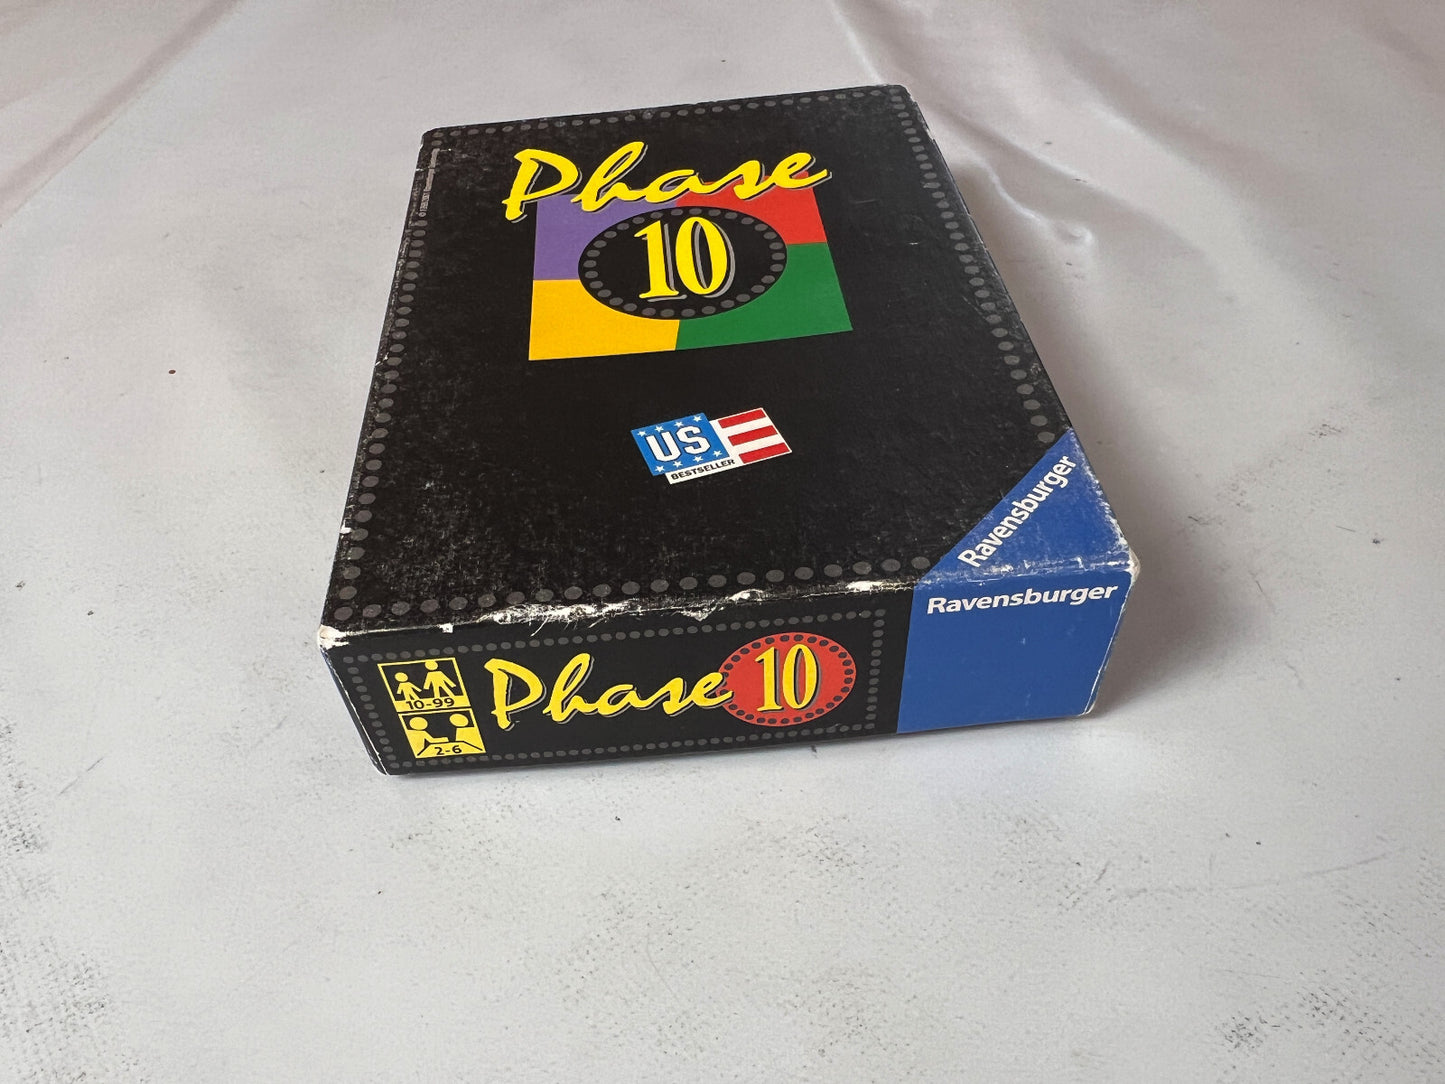 Phase
10
US
BESTSELLER
Ravensburger
Ravensburger
10-99
2-6
Phase 10